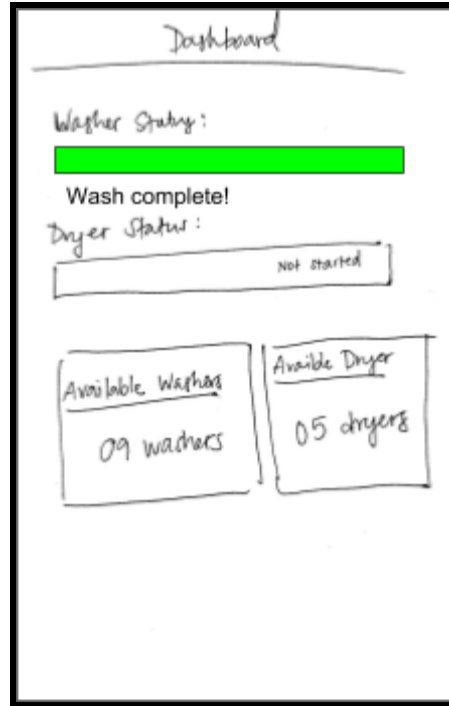 Dashboard
Washer Status:
Wash complete!
Dryer Status:
Not started
Available Washers
09 washers
Availble Dryer
05 dryers